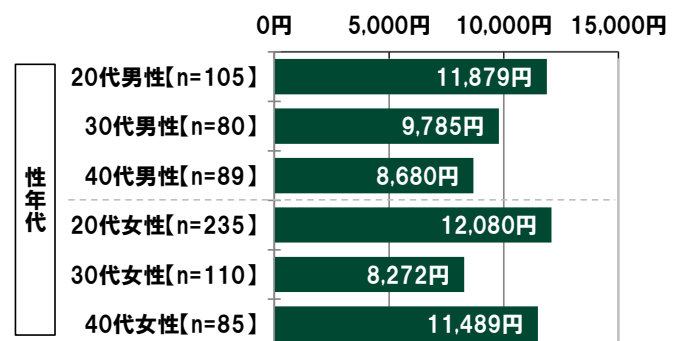 0円 5,000円 10,000円 15,000円
性年代
20代男性【n=105】 11,879円
30代男性【n=80】 9,785円
40代男性【n=89】 8,680円
20代女性【n=235】 12,080円
30代女性【n=110】 8,272円
40代女性【n=85】 11,489円